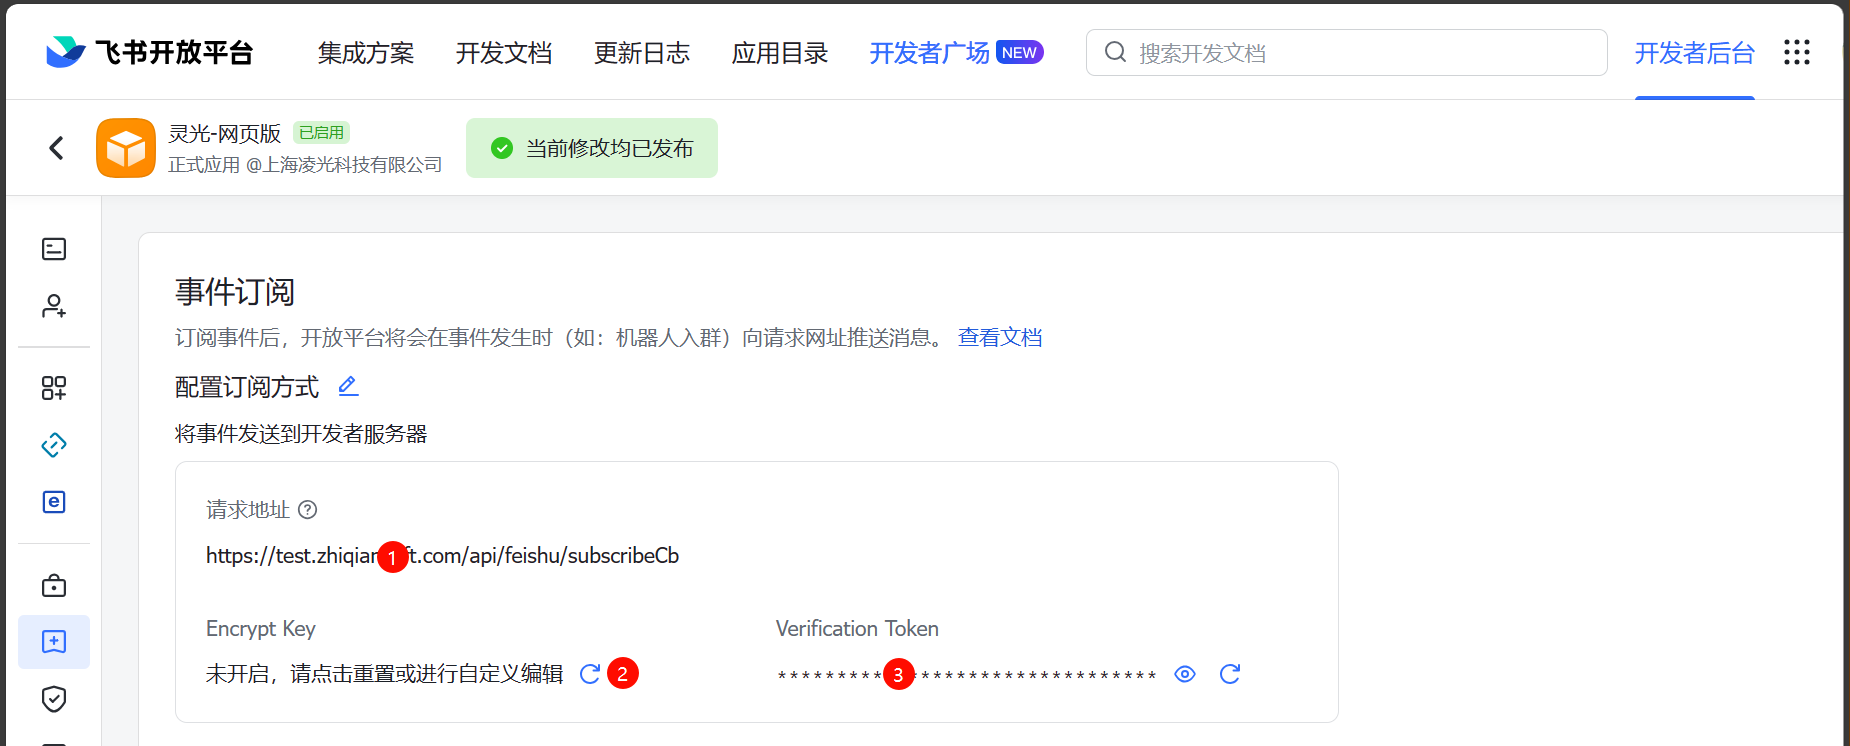 飞书开放平台 集成方案 开发文档 更新日志 应用目录 开发者广场 NEW 搜索开发文档 开发者后台
灵光-网页版 已启用
正式应用 @上海凌光科技有限公司
当前修改均已发布
事件订阅
订阅事件后，开放平台将会在事件发生时（如：机器人入群）向请求网址推送消息。 查看文档
配置订阅方式
将事件发送到开发者服务器
请求地址 ?
https://test.zhiqian 1 ft.com/api/feishu/subscribeCb
Encrypt Key Verification Token
未开启，请点击重置或进行自定义编辑 2 ********* 3 ********************